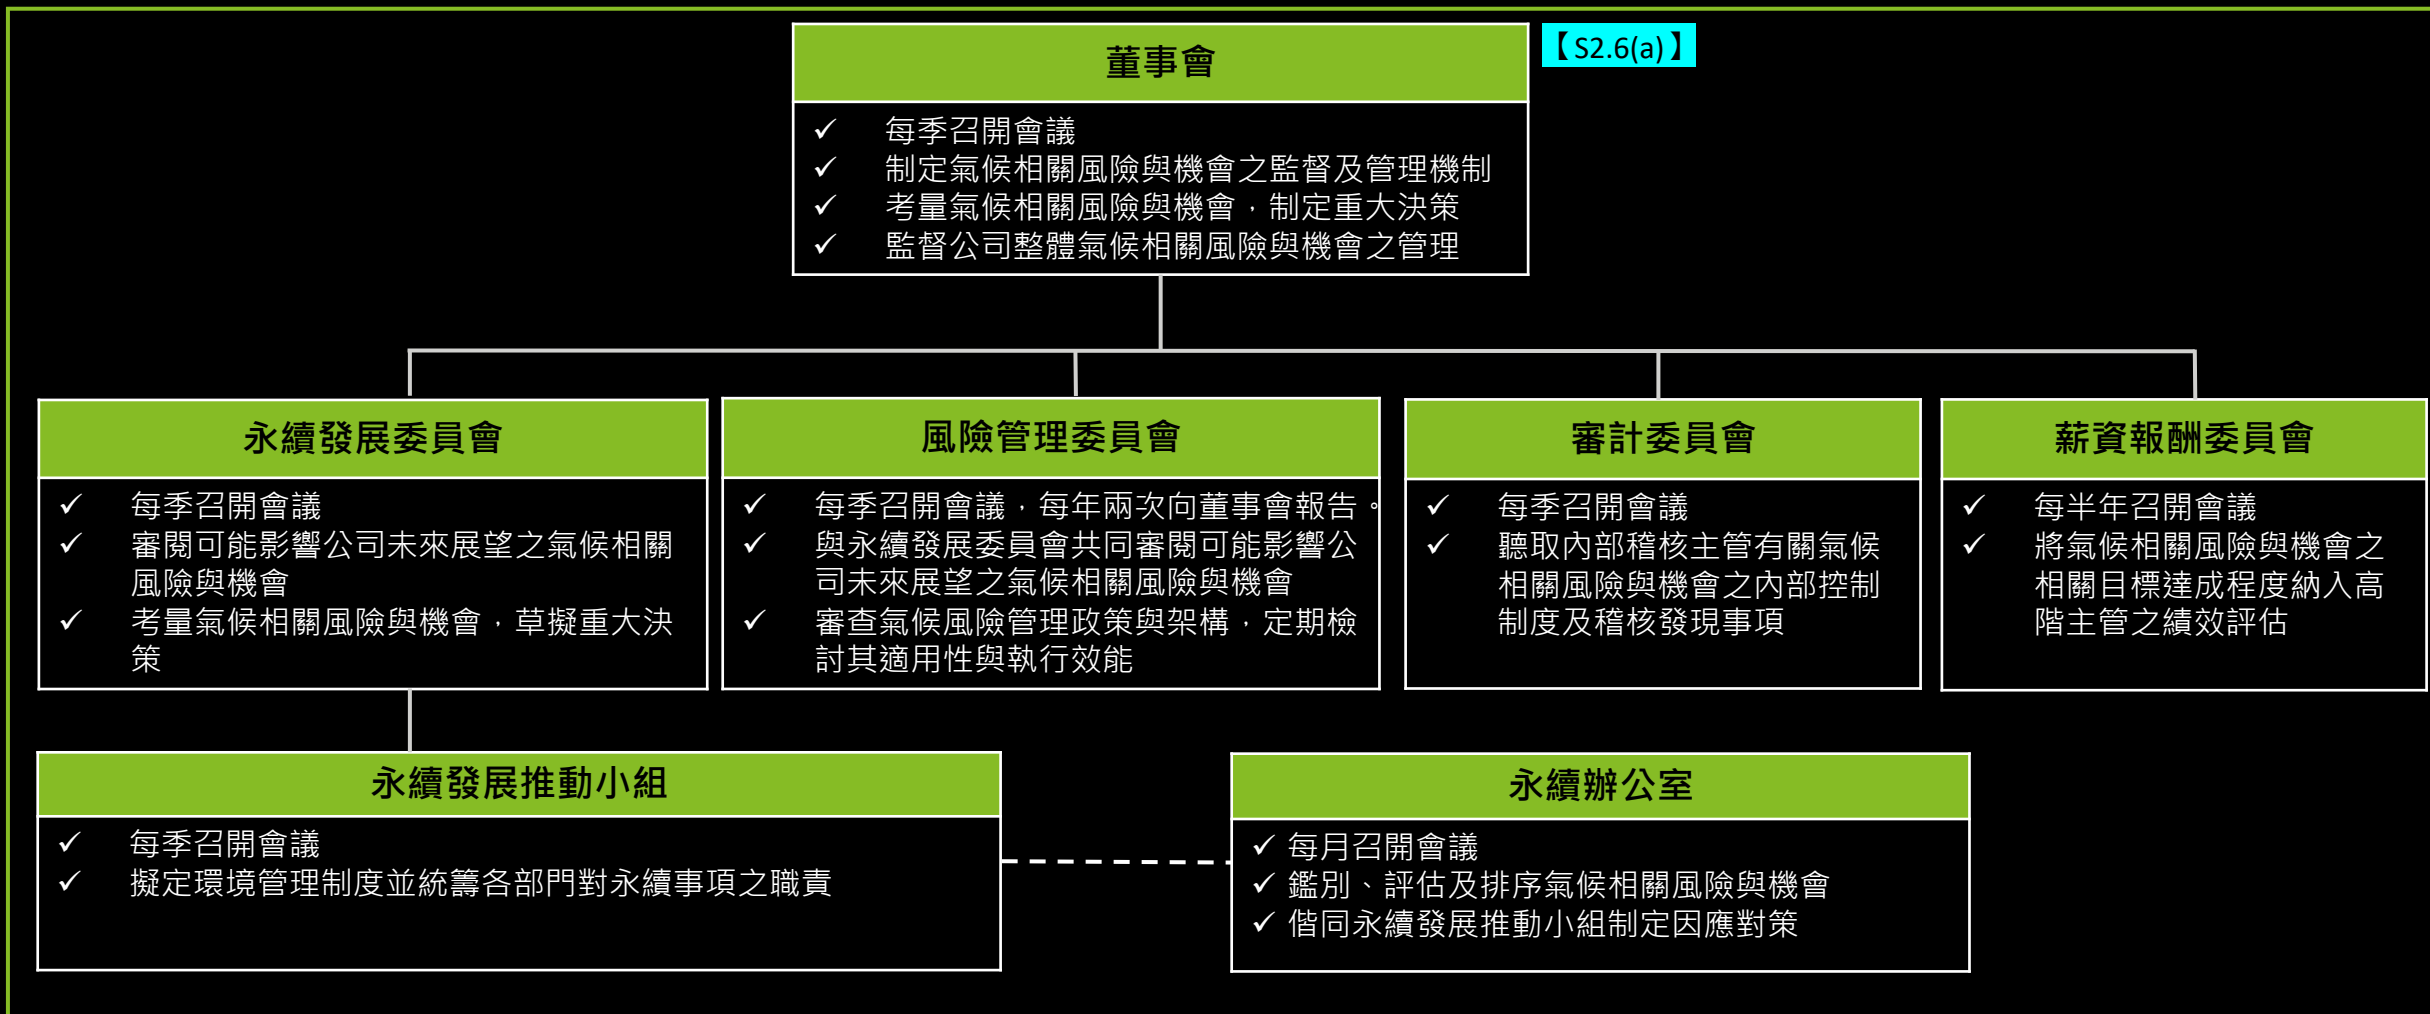 董事會
【S2.6(a)】
✓ 每季召開會議
✓ 制定氣候相關風險與機會之監督及管理機制
✓ 考量氣候相關風險與機會，制定重大決策
✓ 監督公司整體氣候相關風險與機會之管理
永續發展委員會
✓ 每季召開會議
✓ 審閱可能影響公司未來展望之氣候相關
風險與機會
✓ 考量氣候相關風險與機會，草擬重大決
策
風險管理委員會
✓ 每季召開會議，每年兩次向董事會報告。
✓ 與永續發展委員會共同審閱可能影響公
司未來展望之氣候相關風險與機會
✓ 審查氣候風險管理政策與架構，定期檢
討其適用性與執行效能
審計委員會
✓ 每季召開會議
✓ 聽取內部稽核主管有關氣候
相關風險與機會之內部控制
制度及稽核發現事項
薪資報酬委員會
✓ 每半年召開會議
✓ 將氣候相關風險與機會之
相關目標達成程度納入高
階主管之績效評估
永續發展推動小組
✓ 每季召開會議
✓ 擬定環境管理制度並統籌各部門對永續事項之職責
永續辦公室
✓ 每月召開會議
✓ 鑑別、評估及排序氣候相關風險與機會
✓ 偕同永續發展推動小組制定因應對策